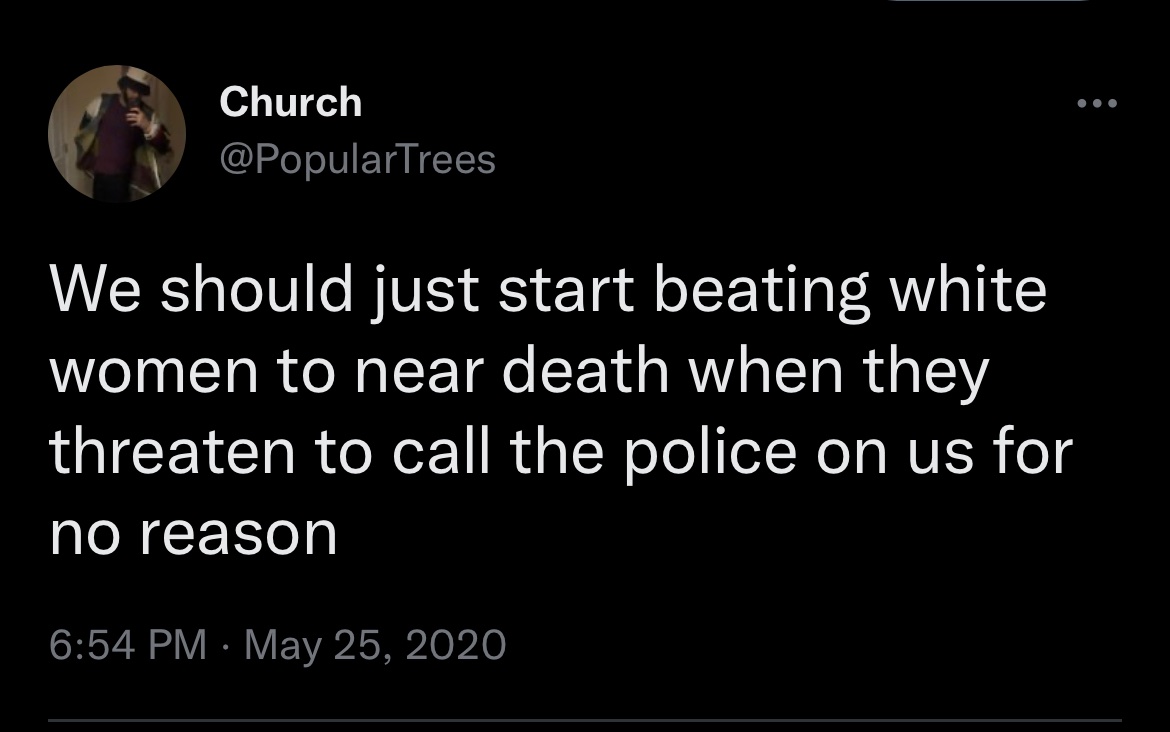 Church
@PopularTrees
We should just start beating white
women to near death when they
threaten to call the police on us for
no reason
6:54 PM · May 25, 2020